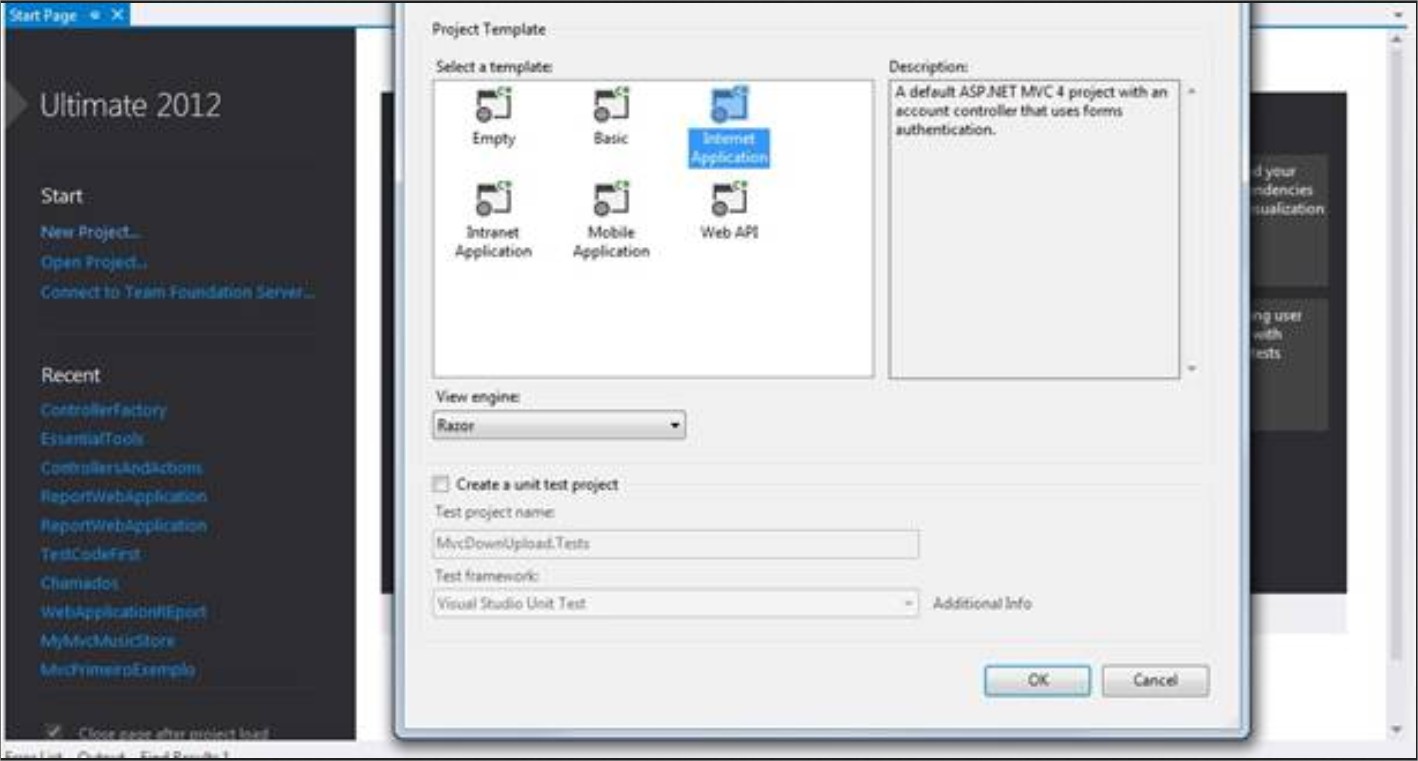 Start Page
Ultimate 2012
Start
New Project...
Open Project...
Connect to Team Foundation Server...
Recent
ControllerFactory
EssentialTools
ControllersAndActions
ReportWebApplication
ReportWebApplication
TestCodeFirst
Chamados
WebApplicationREport
MyMvcMusicStore
MvcPrimeiroExemplo
Close page after project load
Error List Output Find Results 1
Project Template
Select a template:
Empty
Basic
Internet
Application
Intranet
Application
Mobile
Application
Web API
Description:
A default ASP.NET MVC 4 project with an
account controller that uses forms
authentication.
View engine:
Razor
Create a unit test project
Test project name:
MvcDownUpload.Tests
Test framework:
Visual Studio Unit Test
Additional Info
OK
Cancel
d your
ndencies
sualization
ng user
with
tests